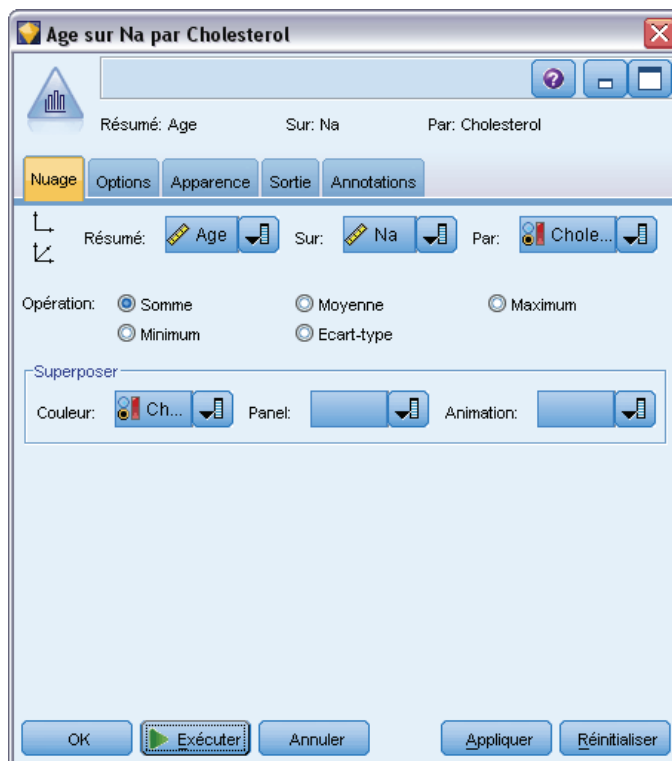 Age sur Na par Cholesterol
Résumé: Age Sur: Na Par: Cholesterol
Nuage Options Apparence Sortie Annotations
Résumé: Age Sur: Na Par: Chole...
Opération: Somme Moyenne Maximum
Minimum Ecart-type
Superposer
Couleur: Ch... Panel: Animation:
OK Exécuter Annuler Appliquer Réinitialiser